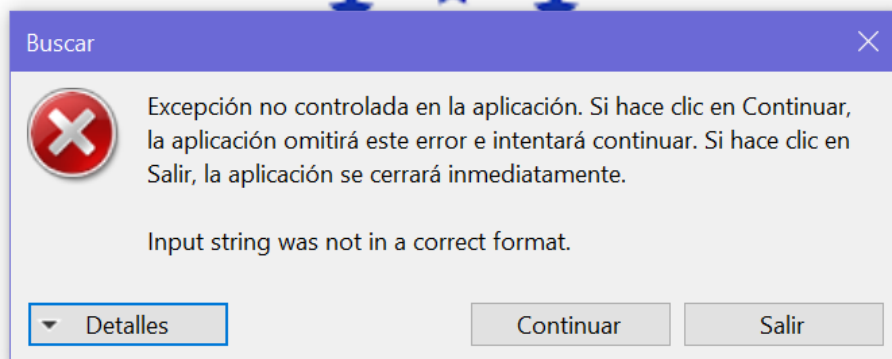 Buscar
Excepción no controlada en la aplicación. Si hace clic en Continuar,
la aplicación omitirá este error e intentará continuar. Si hace clic en
Salir, la aplicación se cerrará inmediatamente.
Input string was not in a correct format.
Detalles
Continuar
Salir